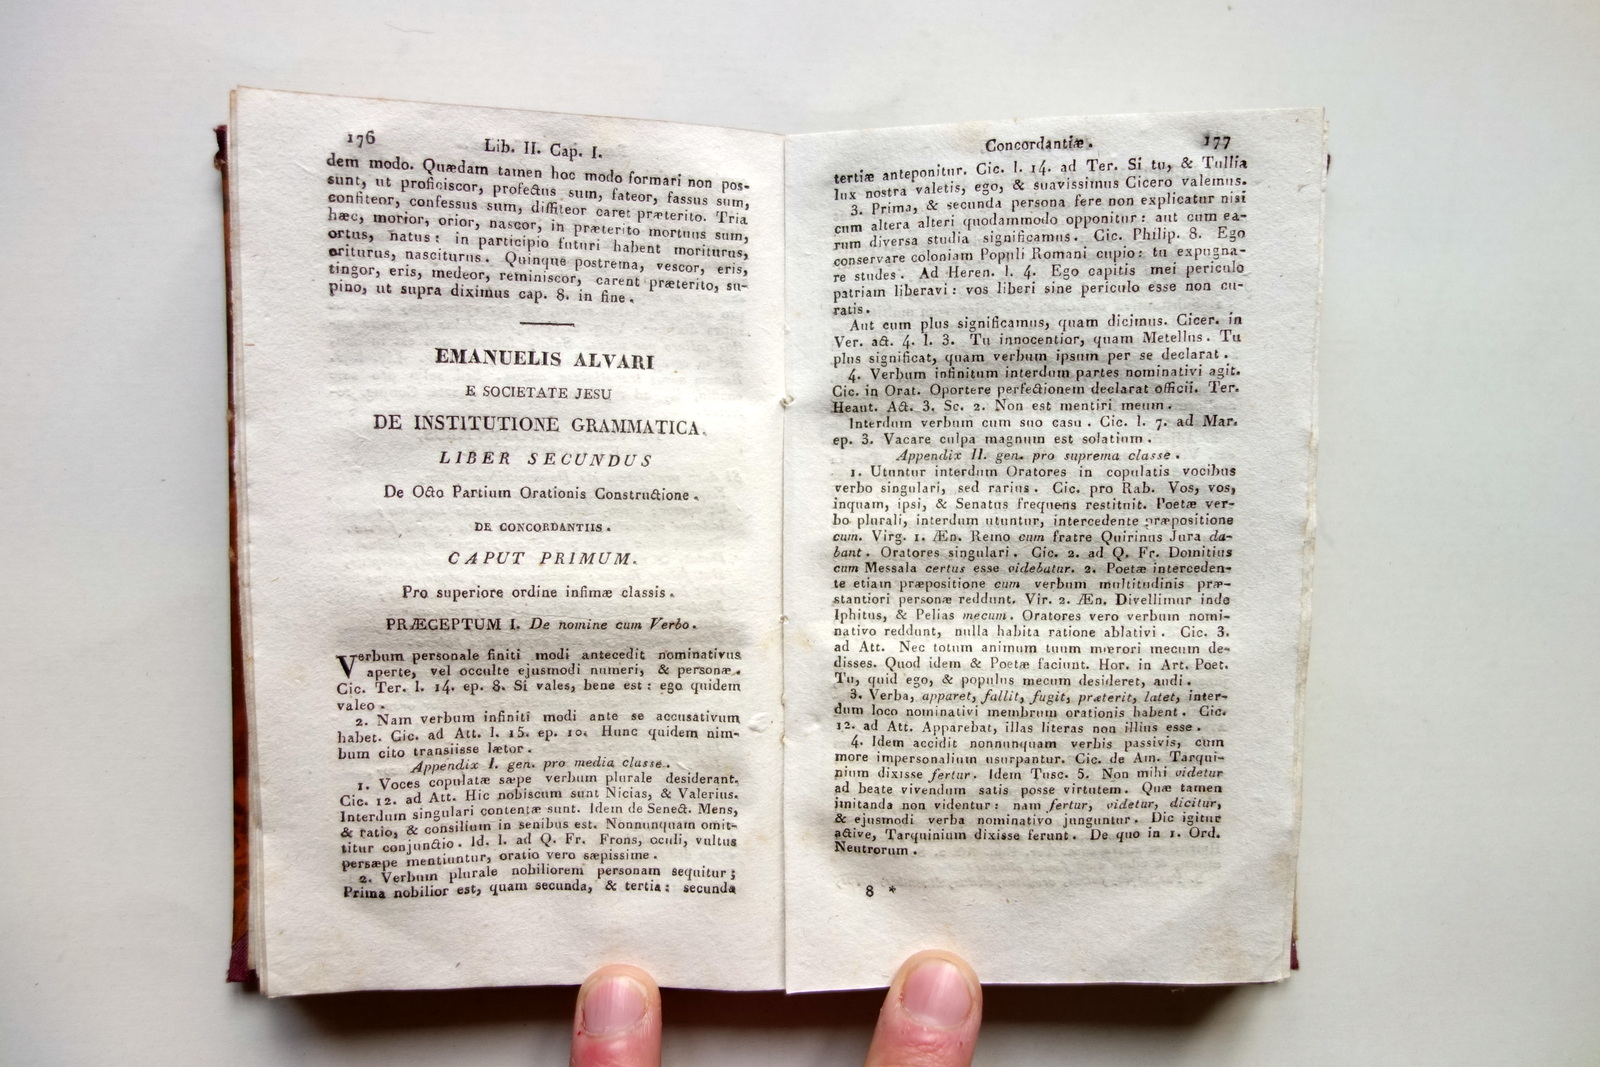 176
Lib. II. Cap. I.
dem modo. Quædam tamen hoc modo formari non pos-
sunt, ut proficiscor, profectus sum, fateor, fassus sum,
confiteor, confessus sum, diffiteor caret præterito. Tria
hæc, morior, orior, nascor, in præterito mortuus sum,
ortus, natus: in participio futuri habent moriturus,
oriturus, nasciturus. Quinque postrema, vescor, eris,
tingor, eris, medeor, reminiscor, carent præterito, su-
pino, ut supra diximus cap. 8. in fine.
EMANUELIS ALVARI
E SOCIETATE JESU
DE INSTITUTIONE GRAMMATICA.
LIBER SECUNDUS
De Octo Partium Orationis Constructione.
DE CONCORDANTIIS.
CAPUT PRIMUM.
Pro superiore ordine infimæ classis.
PRÆCEPTUM I. De nomine cum Verbo.
Verbum personale finiti modi antecedit nominativus
aperte, vel occulte ejusmodi numeri, & personæ.
Cic. Ter. l. 14. ep. 8. Si vales, bene est: ego quidem
valeo.
2. Nam verbum infiniti modi ante se accusativum
habet. Cic. ad Att. l. 15. ep. 10. Hunc quidem nim-
bum cito transiisse lætor.
Appendix I. gen. pro media classe.
1. Voces copulatæ sæpe verbum plurale desiderant.
Cic. 12. ad Att. Hic nobiscum sunt Nicias, & Valerius.
Interdum singulari contentæ sunt. Idem de Senect. Mens,
& ratio, & consilium in senibus est. Nonnunquam omit-
titur conjunctio. Id. l. ad Q. Fr. Frons, oculi, vultus
persæpe mentiuntur, oratio vero sæpissime.
2. Verbum plurale nobiliorem personam sequitur;
Prima nobilior est, quam secunda, & tertia: secunda
Concordantiæ.
177
tertiæ anteponitur. Cic. l. 14. ad Ter. Si tu, & Tullia
lux nostra valetis, ego, & suavissimus Cicero valemus.
3. Prima, & secunda persona fere non explicatur nisi
cum altera alteri quodammodo opponitur: aut cum ea-
rum diversa studia significamus. Cic. Philip. 8. Ego
conservare coloniam Populi Romani cupio: tu expugna-
re studes. Ad Heren. l. 4. Ego capitis mei periculo
patriam liberavi: vos liberi sine periculo esse non cu-
ratis.
Aut cum plus significamus, quam dicimus. Cicer. in
Ver. act. 4. l. 3. Tu innocentior, quam Metellus. Tu
plus significat, quam verbum ipsum per se declarat.
4. Verbum infinitum interdum partes nominativi agit.
Cic. in Orat. Oportere perfectionem declarat officii. Ter.
Heaut. Act. 3. Sc. 2. Non est mentiri meum.
Interdum verbum cum suo casu. Cic. l. 7. ad Mar.
ep. 3. Vacare culpa magnum est solatium.
Appendix II. gen. pro suprema classe.
1. Utuntur interdum Oratores in copulatis vocibus
verbo singulari, sed rarius. Cic. pro Rab. Vos, vos,
inquam, ipsi, & Senatus frequens restituit. Poetæ ver-
bo plurali, interdum utuntur, intercedente præpositione
cum. Virg. 1. Æn. Remo cum fratre Quirinus Jura da-
bant. Oratores singulari. Cic. 2. ad Q. Fr. Domitius
cum Messala certus esse videbatur. 2. Poetæ interceden-
te etiam præpositione cum verbum multitudinis præ-
stantiori personæ reddunt. Vir. 2. Æn. Divellimur inde
Iphitus, & Pelias mecum. Oratores vero verbum nomi-
nativo reddunt, nulla habita ratione ablativi. Cic. 3.
ad Att. Nec totum animum tuum mœrori mecum de-
disses. Quod idem & Poetæ faciunt. Hor. in Art. Poet.
Tu, quid ego, & populus mecum desideret, audi.
3. Verba, apparet, fallit, fugit, præterit, latet, inter-
dum loco nominativi membrum orationis habent. Cic.
12. ad Att. Apparebat, illas literas non illius esse.
4. Idem accidit nonnunquam verbis passivis, cum
more impersonalium usurpantur. Cic. de Am. Tarqui-
nium dixisse fertur. Idem Tusc. 5. Non mihi videtur
ad beate vivendum satis posse virtutem. Quæ tamen
imitanda non videntur: nam fertur, videtur, dicitur,
& ejusmodi verba nominativo junguntur. Dic igitur
active, Tarquinium dixisse ferunt. De quo in 1. Ord.
Neutrorum.
8 *